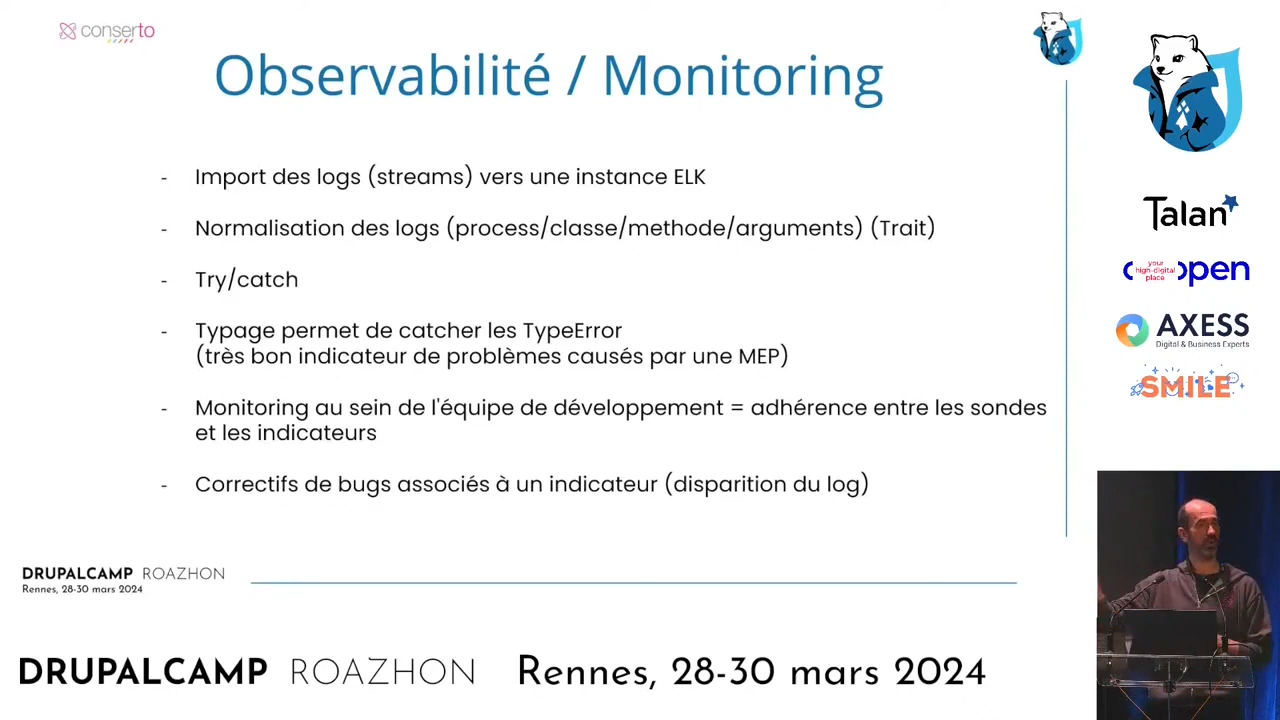 conserto
Observabilité / Monitoring
- Import des logs (streams) vers une instance ELK
- Normalisation des logs (process/classe/methode/arguments) (Trait)
- Try/catch
- Typage permet de catcher les TypeError
(très bon indicateur de problèmes causés par une MEP)
- Monitoring au sein de l'équipe de développement = adhérence entre les sondes
et les indicateurs
- Correctifs de bugs associés à un indicateur (disparition du log)
DRUPALCAMP ROAZHON
Rennes, 28-30 mars 2024
Talan
your
high-digital
place
open
AXESS
Digital & Business Experts
SMILE
DRUPALCAMP ROAZHON Rennes, 28-30 mars 2024